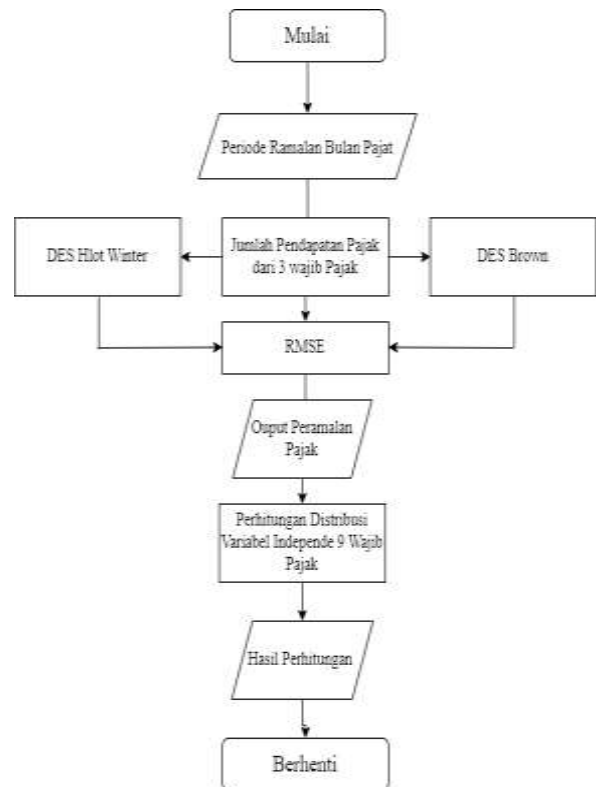 Mulai
Periode Ramalan Bulan Pajat
DES Hlot Winter
Jumlah Pendapatan Pajak
dari 3 wajib Pajak
DES Brown
RMSE
Ouput Peramalan
Pajak
Perhitungan Distribusi
Variabel Independe 9 Wajib
Pajak
Hasil Perhitungan
Berhenti